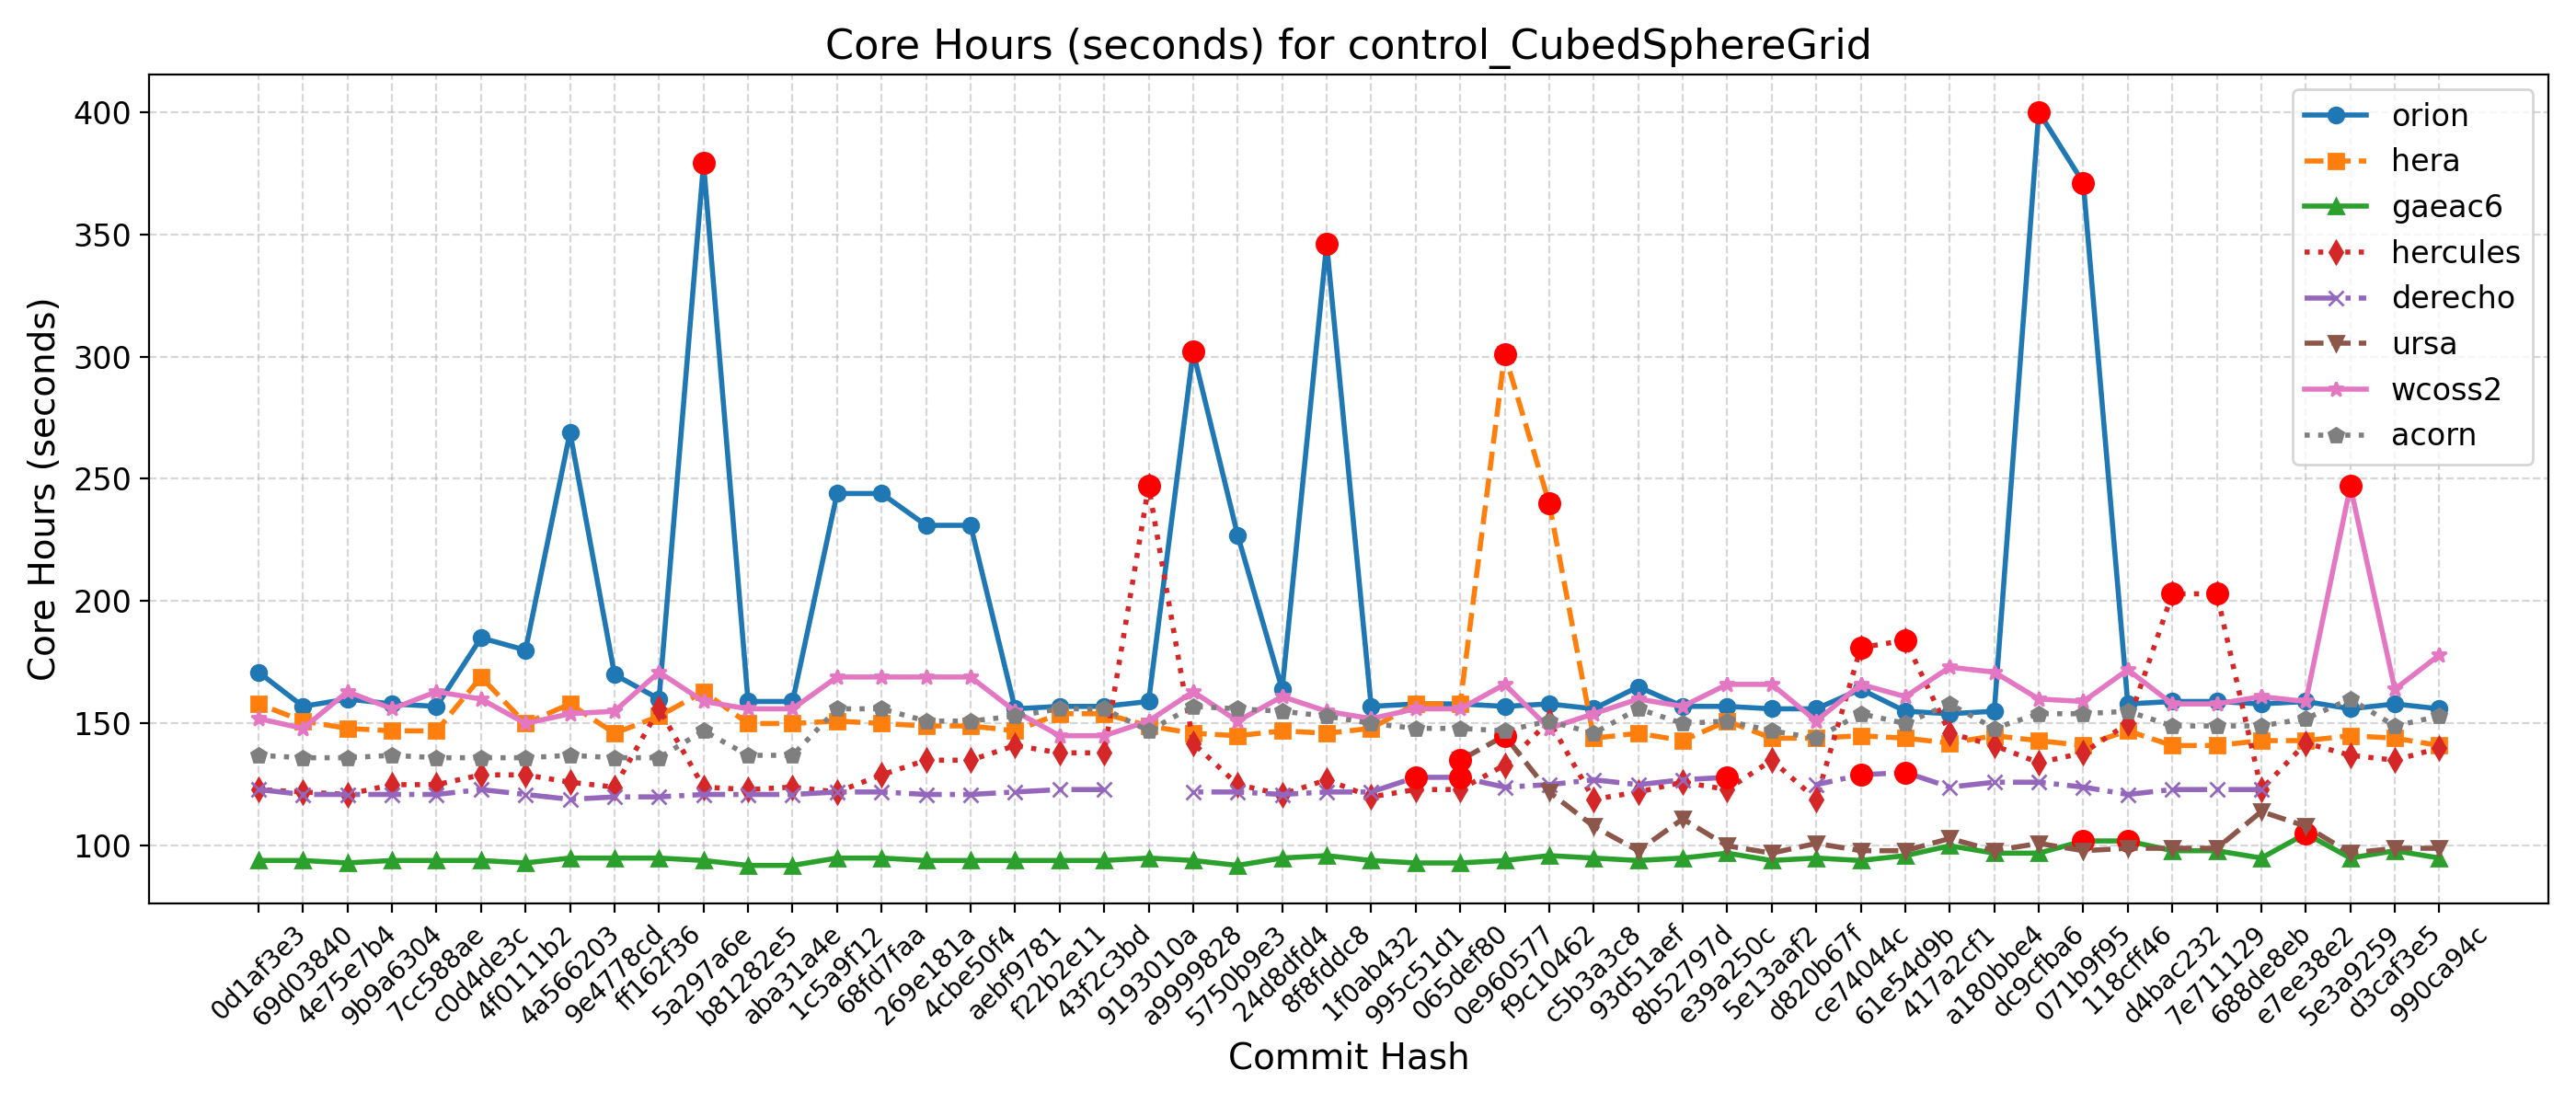 Core Hours (seconds) for control_CubedSphereGrid
Core Hours (seconds)
400
350
300
250
200
150
100
orion
hera
gaeac6
hercules
derecho
ursa
wcoss2
acorn
0d1af3e3
69d03840
4e75e7b4
9b9a6304
7cc588ae
c0d4de3c
4f0111b2
4a566203
9e4778cd
ff162f36
5a297a6e
b81282e5
aba31a4e
1c5a9f12
68fd7faa
269e181a
4cbe50f4
aebf9781
f22b2e11
43f2c3bd
9193010a
a9999828
5750b9e3
24d8dfd4
8f8fddc8
1f0ab432
995c51d1
065def80
0e960577
f9c10462
c5b3a3c8
93d51aef
8b52797d
e39a250c
5e13aaf2
d820b67f
ce74044c
61e54d9b
417a2cf1
a180bbe4
dc9cfba6
071b9f95
118cff46
d4bac232
7e711129
688de8eb
e7ee38e2
5e3a9259
d3caf3e5
990ca94c
Commit Hash